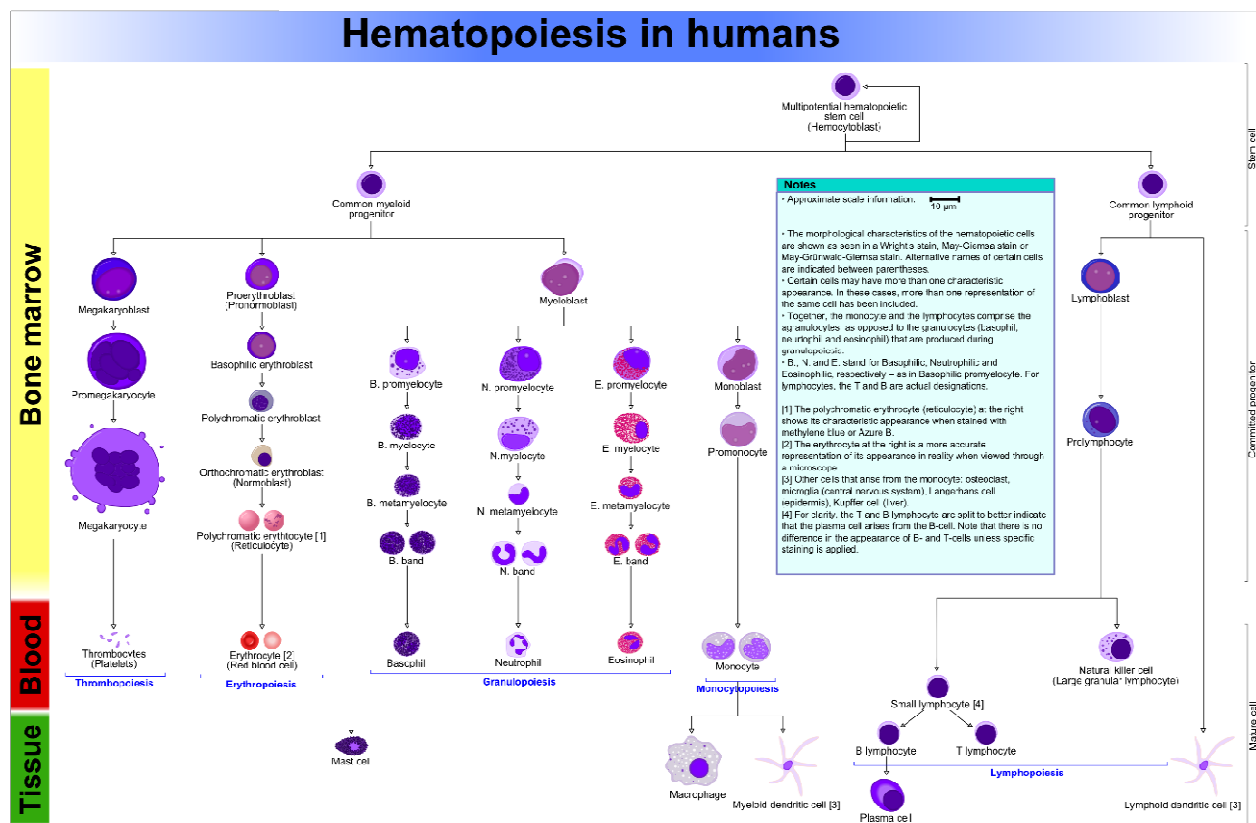 Hematopoiesis in humans
Bone marrow
Blood
Tissue
Stem cell
Committed progenitor
Mature cell
Multipotential hematopoietic
stem cell
(Hemocytoblast)
Common myeloid
progenitor
Common lymphoid
progenitor
Megakaryoblast
Proerythroblast
(Pronormoblast)
Myeloblast
Lymphoblast
Promegakaryocyte
Basophilic erythroblast
B. promyelocyte
N. promyelocyte
E. promyelocyte
Monoblast
Polychromatic erythroblast
B. myelocyte
N.myelocyte
E. myelocyte
Promonocyte
Prolymphocyte
Orthochromatic erythroblast
(Normoblast)
B. metamyelocyte
N. metamyelocyte
E. metamyelocyte
Megakaryocyte
Polychromatic erythrocyte [1]
(Reticulocyte)
B. band
N. band
E. band
Notes
• Approximate scale information:
10 µm
• The morphological characteristics of the hematopoietic cells
are shown as seen in a Wright's stain, May-Giemsa stain or
May-Grünwald-Giemsa stain. Alternative names of certain cells
are indicated between parentheses.
• Certain cells may have more than one characteristic
appearance. In these cases, more than one representation of
the same cell has been included.
• Together, the monocyte and the lymphocytes comprise the
agranulocytes, as opposed to the granulocytes (basophil,
neutrophil and eosinophil) that are produced during
granulopoiesis.
• B., N. and E. stand for Basophilic, Neutrophilic and
Eosinophilic, respectively – as in Basophilic promyelocyte. For
lymphocytes, the T and B are actual designations.
[1] The polychromatic erythrocyte (reticulocyte) at the right
shows its characteristic appearance when stained with
methylene blue or Azure B.
[2] The erythrocyte at the right is a more accurate
representation of its appearance in reality when viewed through
a microscope.
[3] Other cells that arise from the monocyte: osteoclast,
microglia (central nervous system), Langerhans cell
(epidermis), Kupffer cell (liver).
[4] For clarity, the T and B lymphocyte are split to better indicate
that the plasma cell arises from the B-cell. Note that there is no
difference in the appearance of B- and T-cells unless specific
staining is applied.
Thrombocytes
(Platelets)
Erythrocyte [2]
(Red blood cell)
Basophil
Neutrophil
Eosinophil
Monocyte
Natural killer cell
(Large granular lymphocyte)
Thrombopoiesis
Erythropoiesis
Granulopoiesis
Monocytopoiesis
Small lymphocyte [4]
Mast cell
B lymphocyte
T lymphocyte
Lymphopoiesis
Macrophage
Myeloid dendritic cell [3]
Plasma cell
Lymphoid dendritic cell [3]